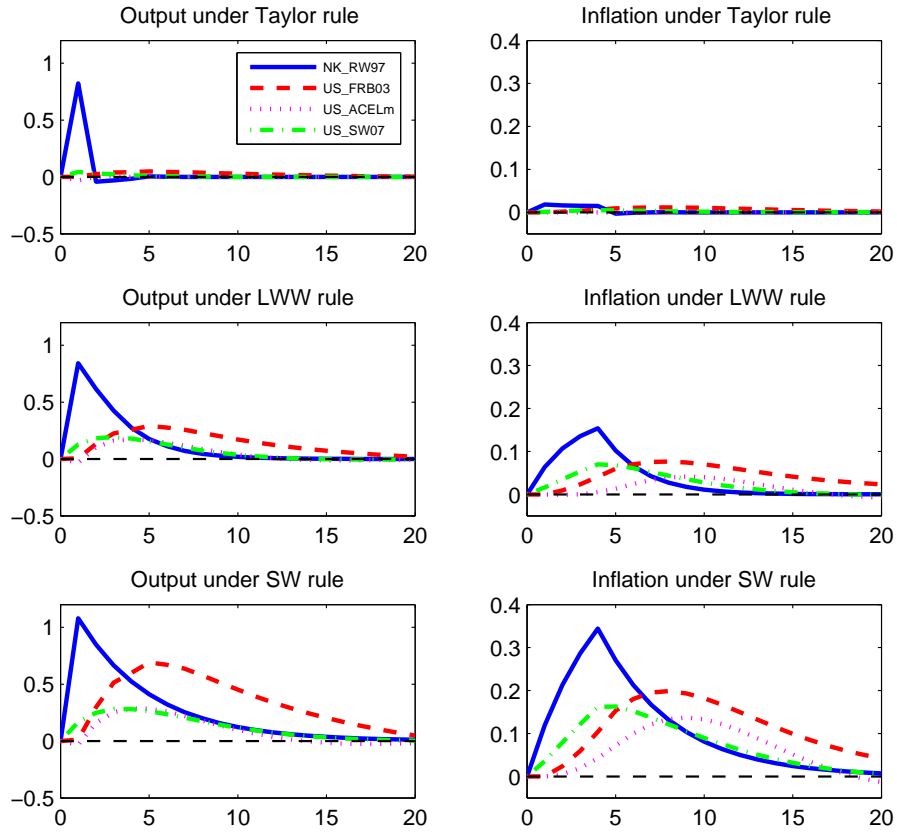 Output under Taylor rule
1
0.5
0
−0.5
0 5 10 15 20
NK_RW97
US_FRB03
US_ACELm
US_SW07
Inflation under Taylor rule
0.4
0.3
0.2
0.1
0
0 5 10 15 20
Output under LWW rule
1
0.5
0
−0.5
0 5 10 15 20
Inflation under LWW rule
0.4
0.3
0.2
0.1
0
0 5 10 15 20
Output under SW rule
1
0.5
0
−0.5
0 5 10 15 20
Inflation under SW rule
0.4
0.3
0.2
0.1
0
0 5 10 15 20